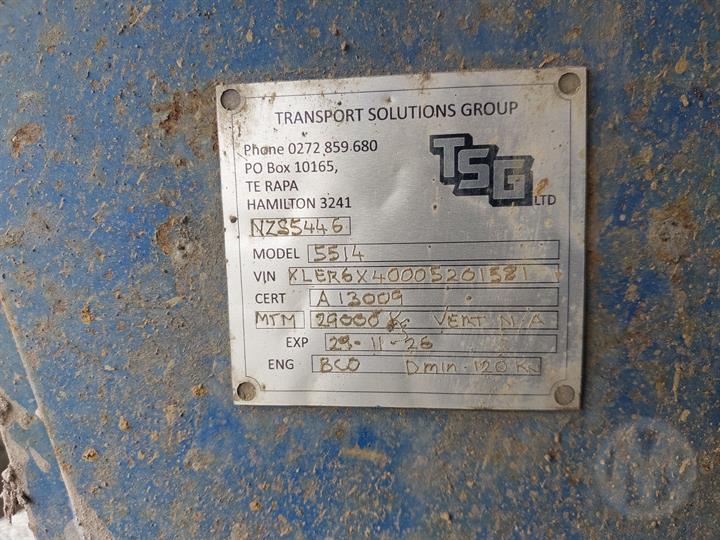 TRANSPORT SOLUTIONS GROUP
Phone 0272 859 680
PO Box 10165,
TE RAPA
HAMILTON 3241
TSG LTD
NZS5446
MODEL 5514
VIN XLER6X40005201581
CERT A13009
MTM 29000 Kg VERT N/A
EXP 29-11-26
ENG BCO Dmin-120 KN